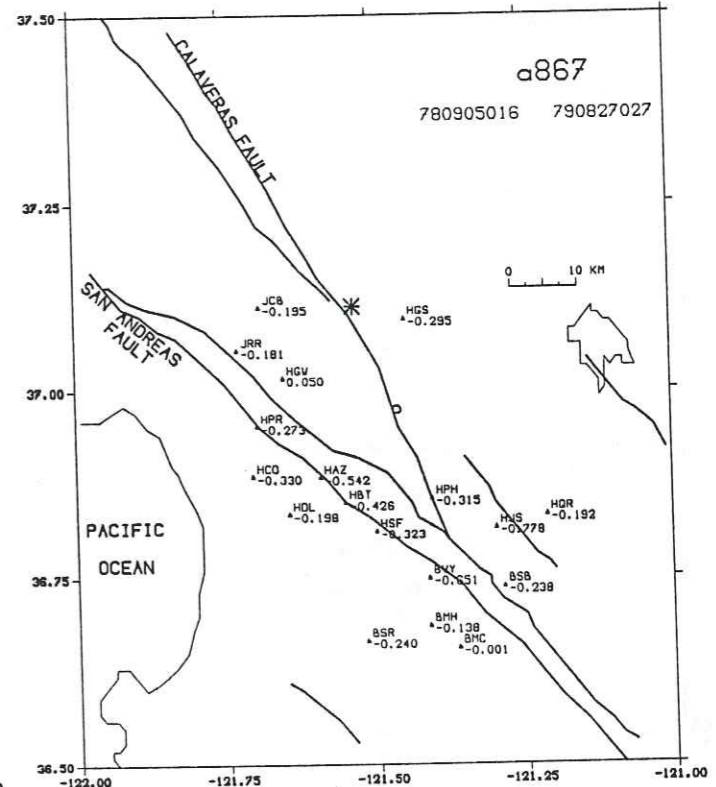 37.50
a867
780905016 790827027
CALAVERAS FAULT
37.25
0 10 KM
SAN ANDREAS
FAULT
JCB
-0.195
HGS
-0.295
JRR
-0.181
HGW
0.050
37.00
HPR
-0.273
HCO
-0.330
HAZ
-0.542
HDL
-0.198
HBT
-0.426
HSF
-0.323
HPH
-0.315
HJS
-0.778
HQR
-0.192
PACIFIC
OCEAN
36.75
BVY
-0.651
BSB
-0.238
BSR
-0.240
BMH
-0.138
BMC
-0.001
36.50
-122.00
-121.75
-121.50
-121.25
-121.00